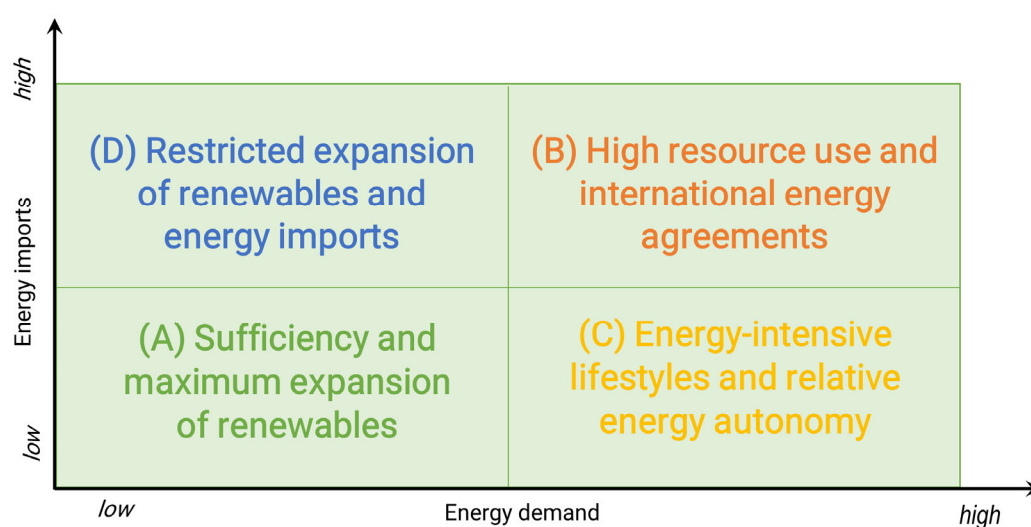 high
(D) Restricted expansion
of renewables and
energy imports
(B) High resource use and
international energy
agreements
Energy imports
(A) Sufficiency and
maximum expansion
of renewables
(C) Energy-intensive
lifestyles and relative
energy autonomy
low
low
Energy demand
high